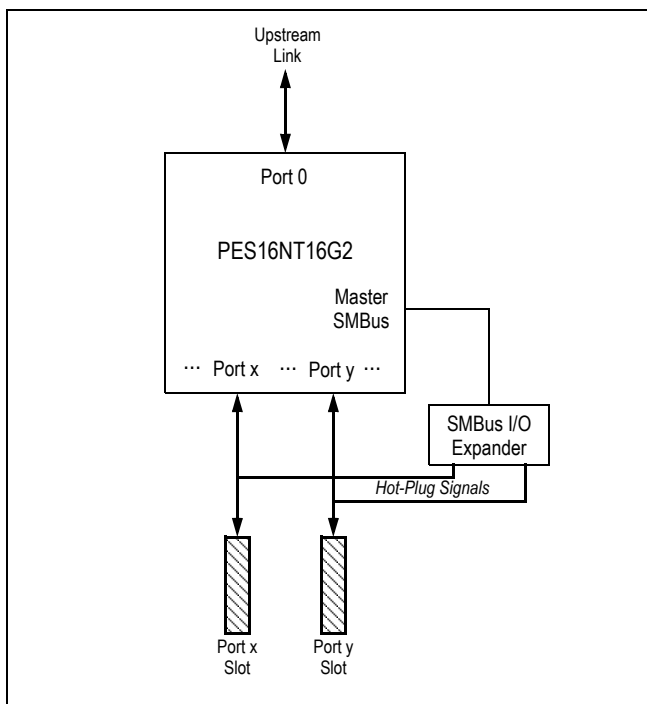 Upstream
Link
Port 0
PES16NT16G2
Master
SMBus
··· Port x ··· Port y ···
SMBus I/O
Expander
Hot-Plug Signals
Port x
Slot
Port y
Slot